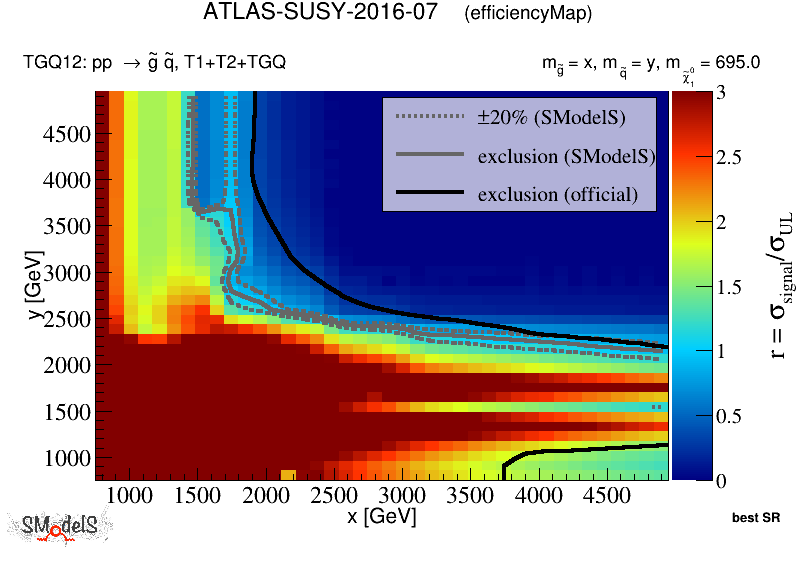 ATLAS-SUSY-2016-07 (efficiencyMap)
TGQ12: pp → g̃ q̃, T1+T2+TGQ m_g̃ = x, m_q̃ = y, m_χ̃₁⁰ = 695.0
±20% (SModelS)
exclusion (SModelS)
exclusion (official)
y [GeV]
4500
4000
3500
3000
2500
2000
1500
1000
1000 1500 2000 2500 3000 3500 4000 4500
x [GeV]
3
2.5
2
1.5
1
0.5
0
r = σ_signal/σ_UL
SModelS
best SR